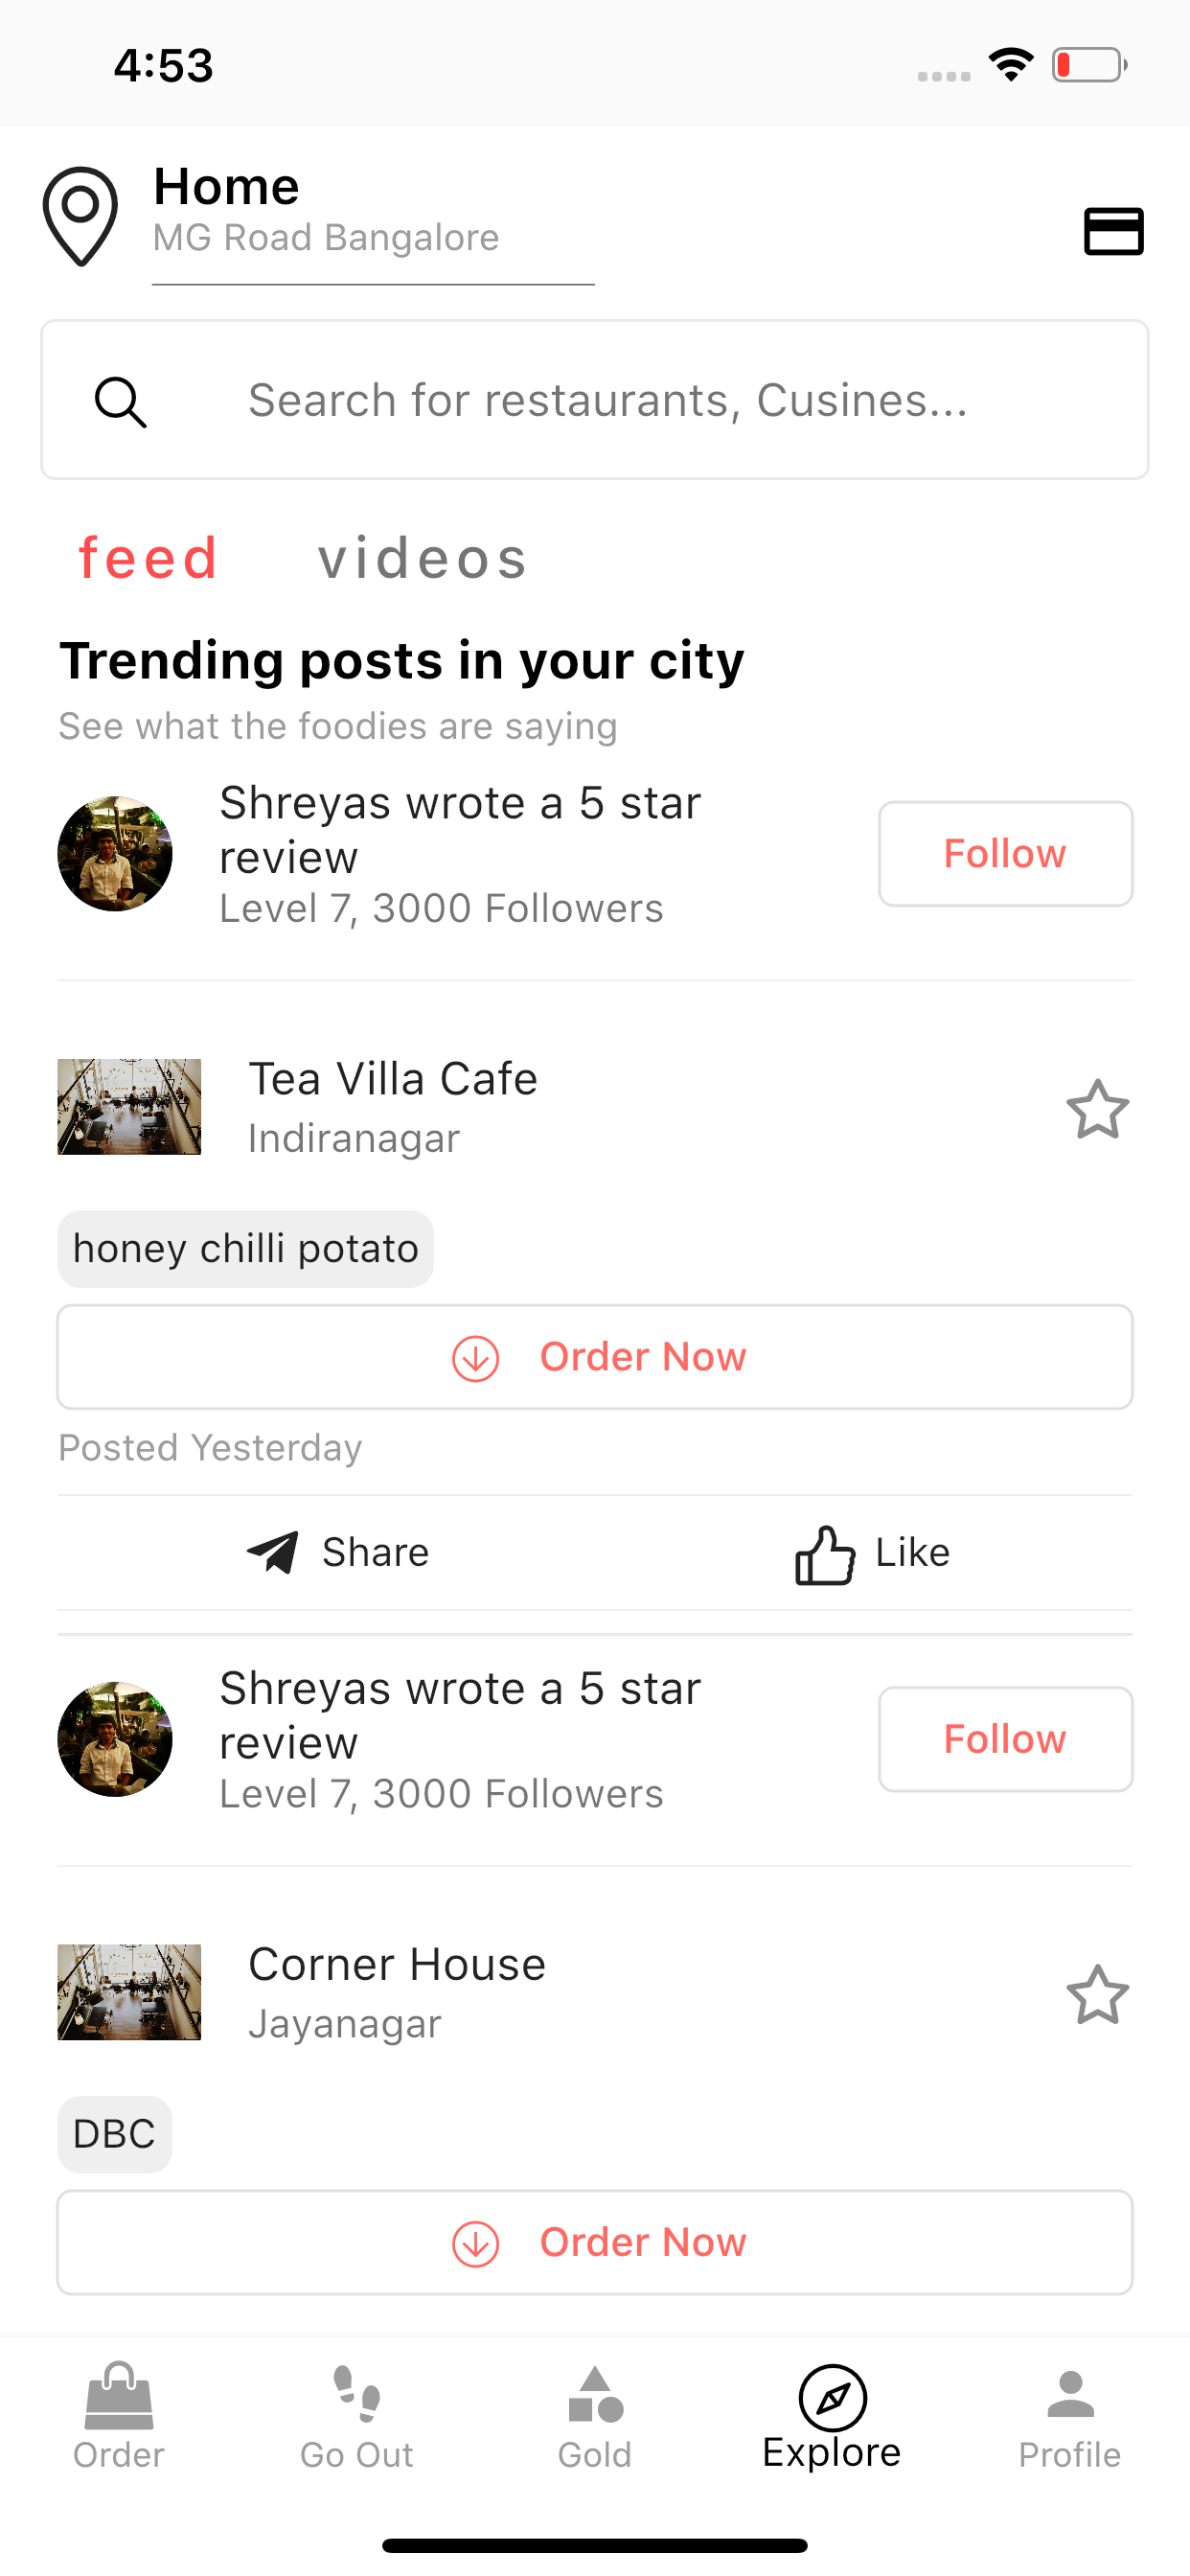 4:53
Home
MG Road Bangalore
Search for restaurants, Cusines...
feed videos
Trending posts in your city
See what the foodies are saying
Shreyas wrote a 5 star
review
Level 7, 3000 Followers
Follow
Tea Villa Cafe
Indiranagar
honey chilli potato
Order Now
Posted Yesterday
Share Like
Shreyas wrote a 5 star
review
Level 7, 3000 Followers
Follow
Corner House
Jayanagar
DBC
Order Now
Order Go Out Gold Explore Profile